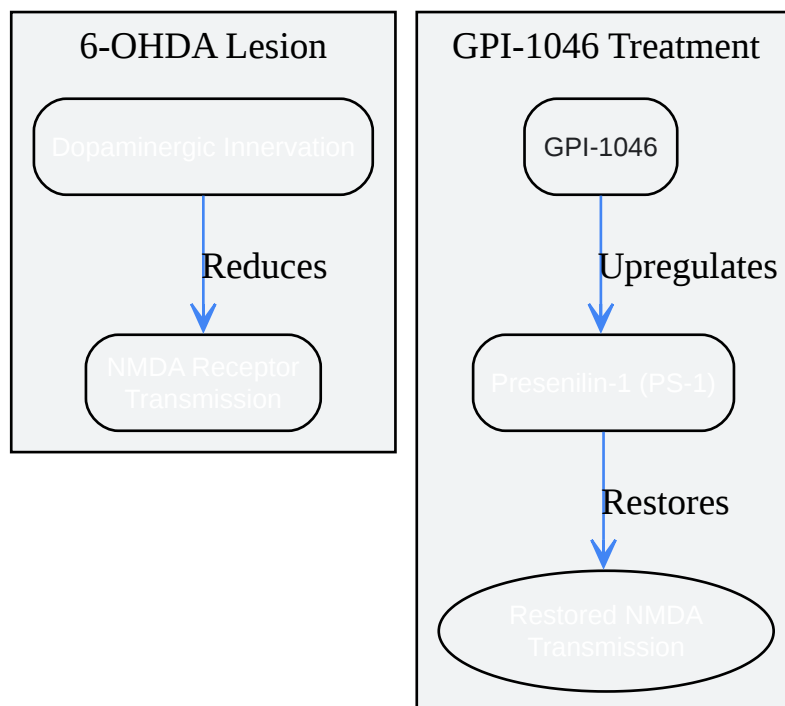 6-OHDA Lesion
Dopaminergic Innervation
Reduces
NMDA Receptor
Transmission
GPI-1046 Treatment
GPI-1046
Upregulates
Presenilin-1 (PS-1)
Restores
Restored NMDA
Transmission